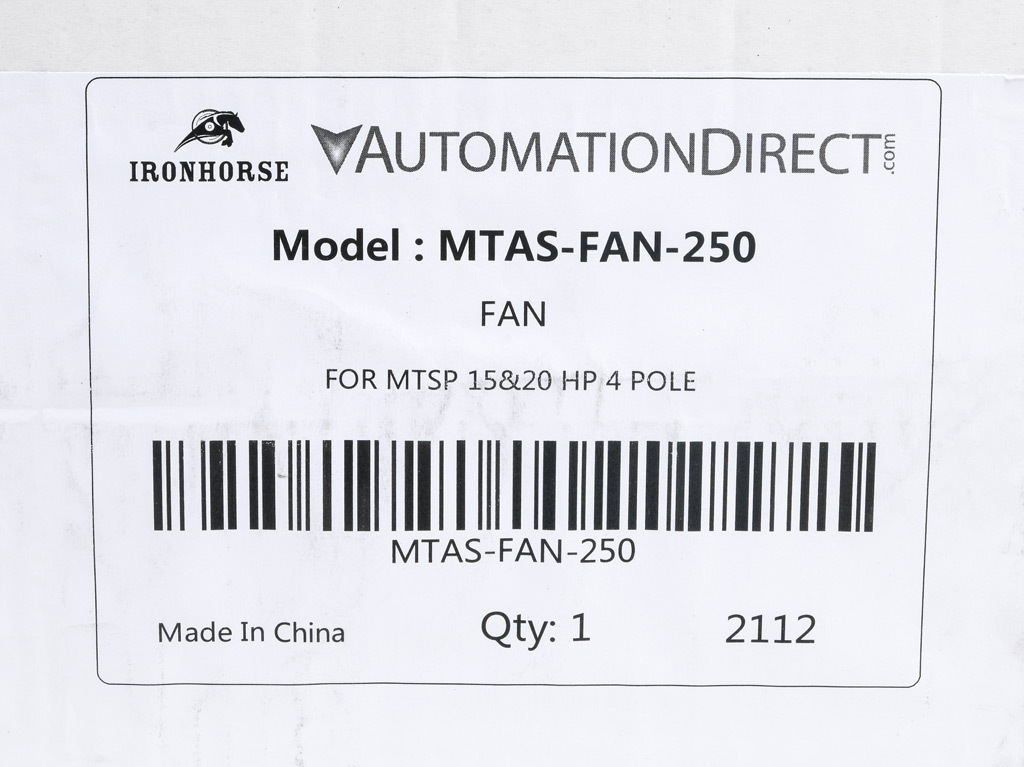 IRONHORSE
AUTOMATIONDIRECT.com
Model : MTAS-FAN-250
FAN
FOR MTSP 15&20 HP 4 POLE
MTAS-FAN-250
Made In China
Qty: 1
2112